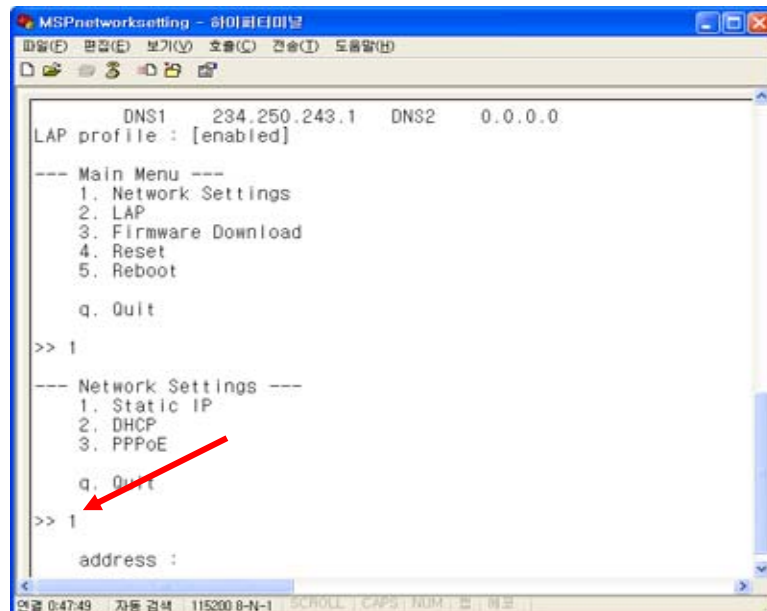 MSPnetworksetting - 하이퍼터미널
파일(F) 편집(E) 보기(V) 호출(C) 전송(T) 도움말(H)
DNS1 234.250.243.1 DNS2 0.0.0.0
LAP profile : [enabled]
--- Main Menu ---
1. Network Settings
2. LAP
3. Firmware Download
4. Reset
5. Reboot
q. Quit
>> 1
--- Network Settings ---
1. Static IP
2. DHCP
3. PPPoE
q. Quit
>> 1
address :
연결 0:47:49 자동 검색 115200 8-N-1 SCROLL CAPS NUM 캡 에코